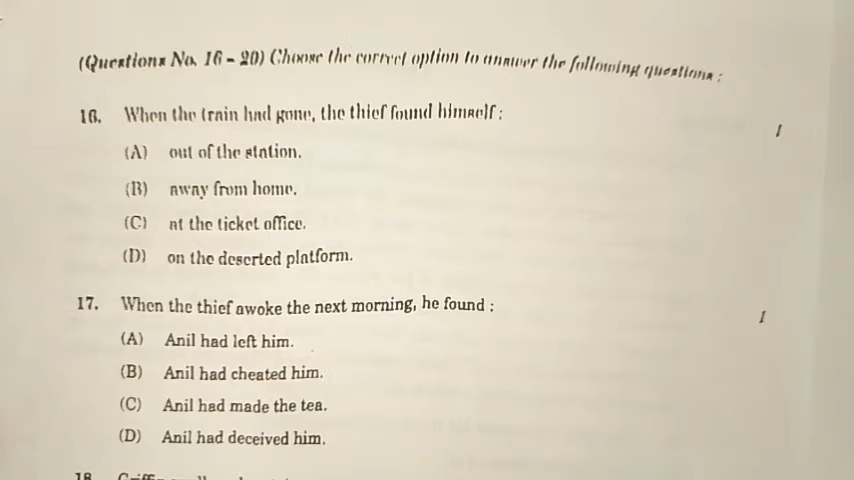 (Questions No. 16 – 20) Choose the correct option to answer the following questions :
16. When the train had gone, the thief found himself : 1
(A) out of the station.
(B) away from home.
(C) at the ticket office.
(D) on the deserted platform.
17. When the thief awoke the next morning, he found : 1
(A) Anil had left him.
(B) Anil had cheated him.
(C) Anil had made the tea.
(D) Anil had deceived him.
18.